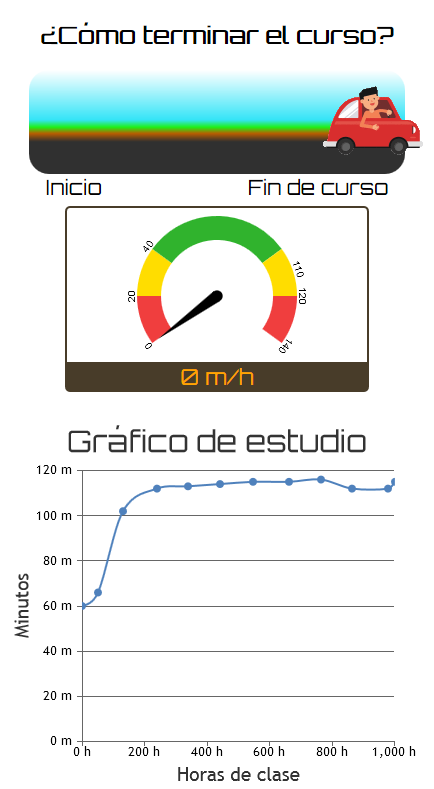 ¿Cómo terminar el curso?
Inicio
Fin de curso
0
20
40
110
120
140
0 m/h
Gráfico de estudio
120 m
100 m
80 m
60 m
40 m
20 m
0 m
Minutos
0 h
200 h
400 h
600 h
800 h
1,000 h
Horas de clase